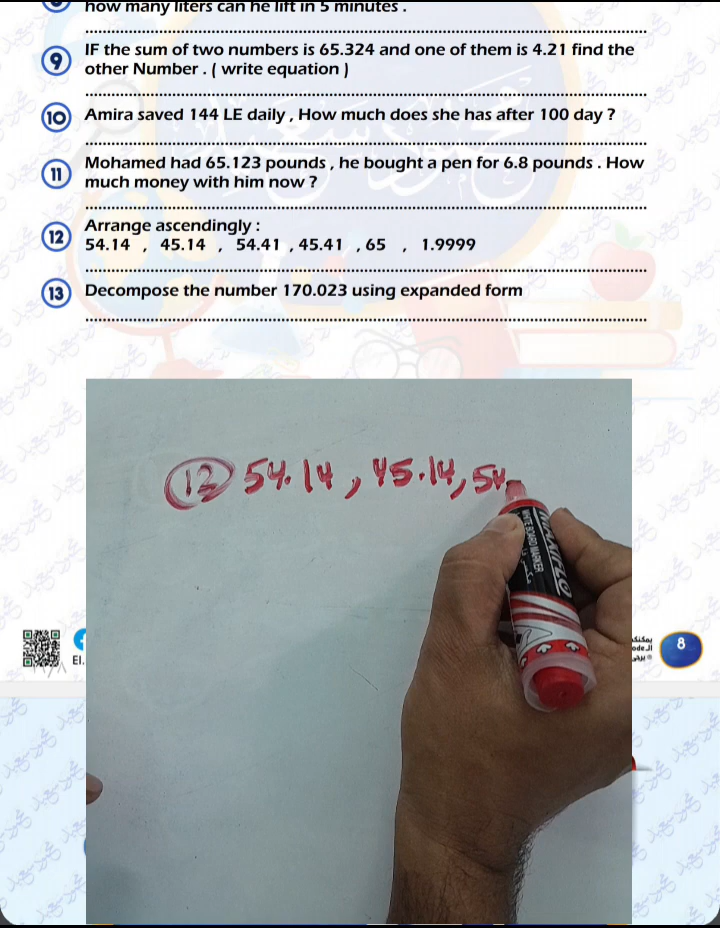 how many liters can he lift in 5 minutes .
9 IF the sum of two numbers is 65.324 and one of them is 4.21 find the
other Number . ( write equation )
10 Amira saved 144 LE daily , How much does she has after 100 day ?
11 Mohamed had 65.123 pounds , he bought a pen for 6.8 pounds . How
much money with him now ?
12 Arrange ascendingly :
54.14 , 45.14 , 54.41 , 45.41 , 65 , 1.9999
13 Decompose the number 170.023 using expanded form
12 54.14 , 45.14, 54.
WHITE BOARD MARKER
El.
8